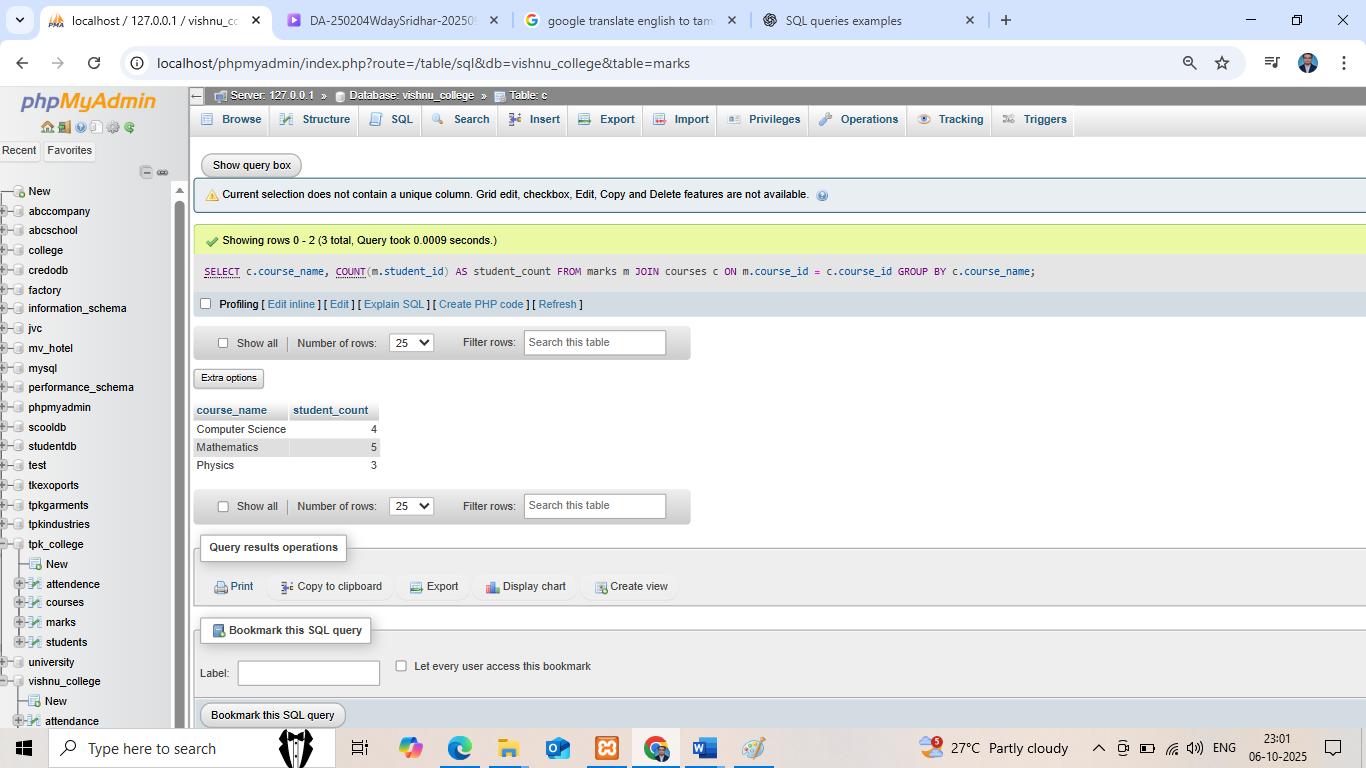 localhost / 127.0.0.1 / vishnu_co
DA-250204WdaySridhar-202509
google translate english to tami
SQL queries examples
localhost/phpmyadmin/index.php?route=/table/sql&db=vishnu_college&table=marks
phpMyAdmin
Recent
Favorites
New
abccompany
abcschool
college
credodb
factory
information_schema
jvc
mv_hotel
mysql
performance_schema
phpmyadmin
scooldb
studentdb
test
tkexoports
tpkgarments
tpkindustries
tpk_college
New
attendence
courses
marks
students
university
vishnu_college
New
attendance
Server: 127.0.0.1 » Database: vishnu_college » Table: c
Browse Structure SQL Search Insert Export Import Privileges Operations Tracking Triggers
Show query box
Current selection does not contain a unique column. Grid edit, checkbox, Edit, Copy and Delete features are not available.
Showing rows 0 - 2 (3 total, Query took 0.0009 seconds.)
SELECT c.course_name, COUNT(m.student_id) AS student_count FROM marks m JOIN courses c ON m.course_id = c.course_id GROUP BY c.course_name;
Profiling [ Edit inline ] [ Edit ] [ Explain SQL ] [ Create PHP code ] [ Refresh ]
Show all Number of rows: 25 Filter rows: Search this table
Extra options
course_name student_count
Computer Science 4
Mathematics 5
Physics 3
Show all Number of rows: 25 Filter rows: Search this table
Query results operations
Print Copy to clipboard Export Display chart Create view
Bookmark this SQL query
Label: Let every user access this bookmark
Bookmark this SQL query
Type here to search
5
27°C Partly cloudy
ENG
23:01
06-10-2025